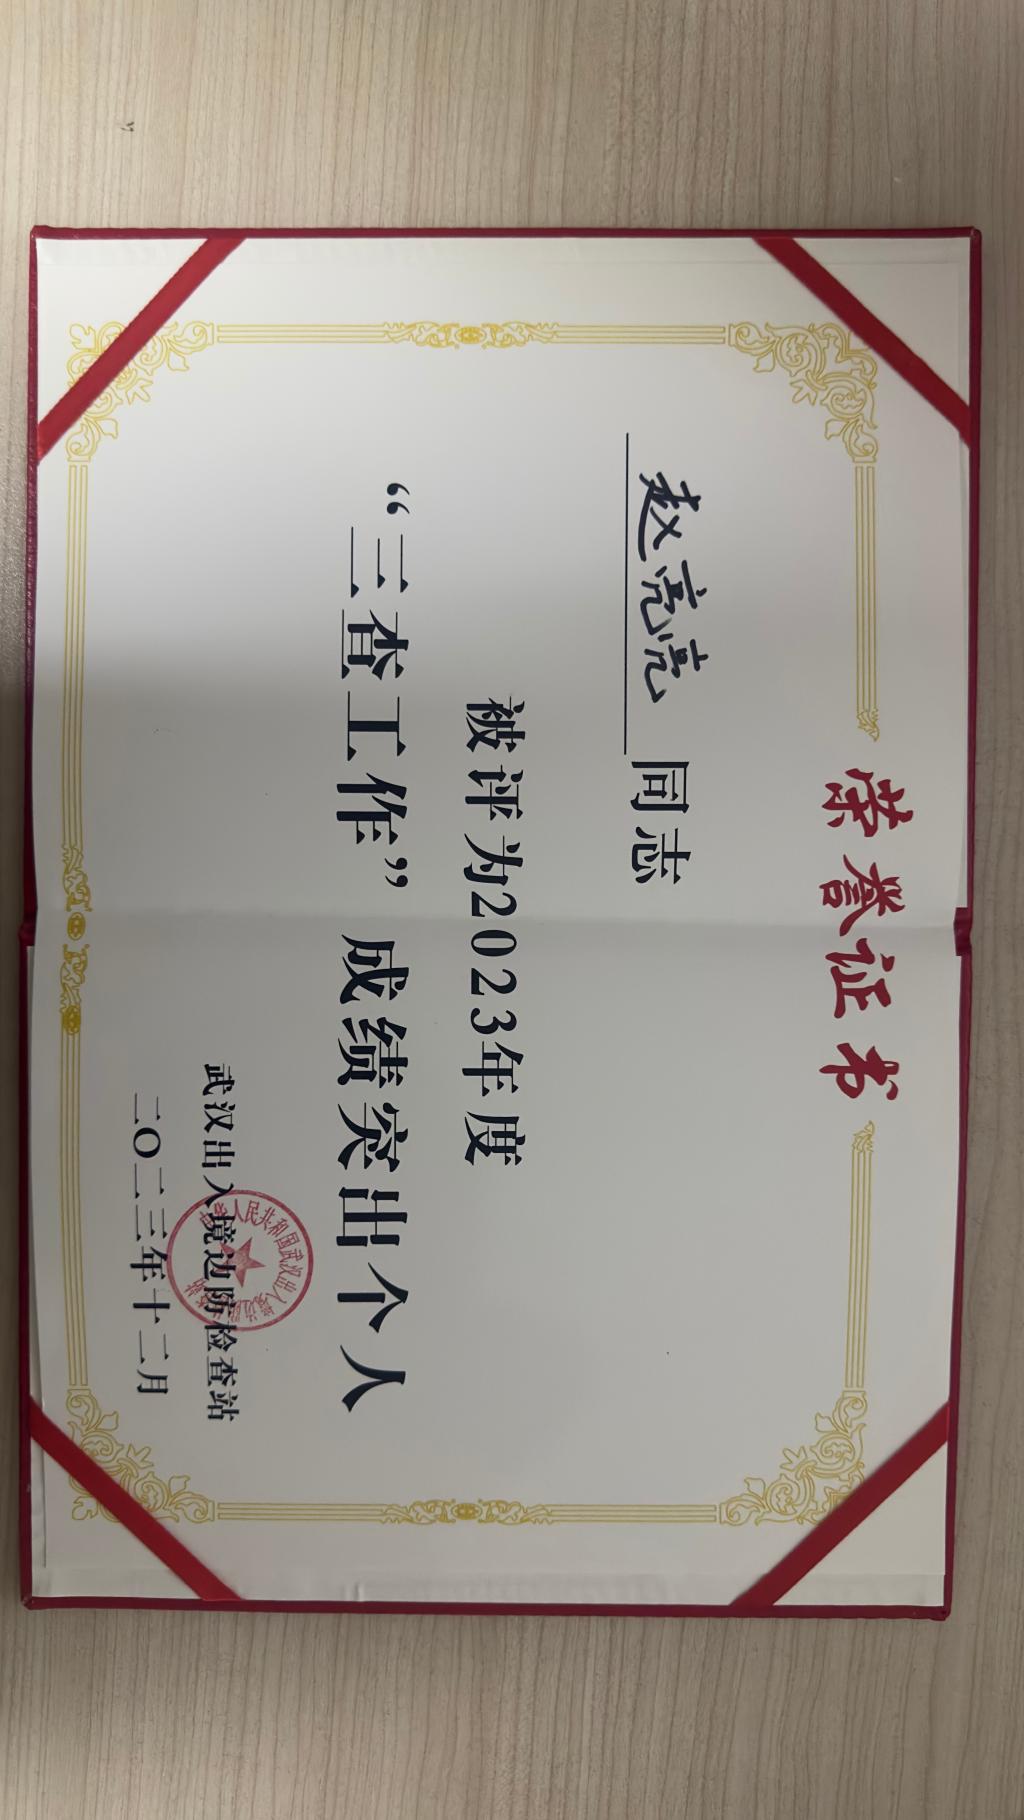 荣誉证书
赵亮亮 同志
被评为2023年度
“三查工作”成绩突出个人
武汉出入境边防检查站
二〇二三年十二月